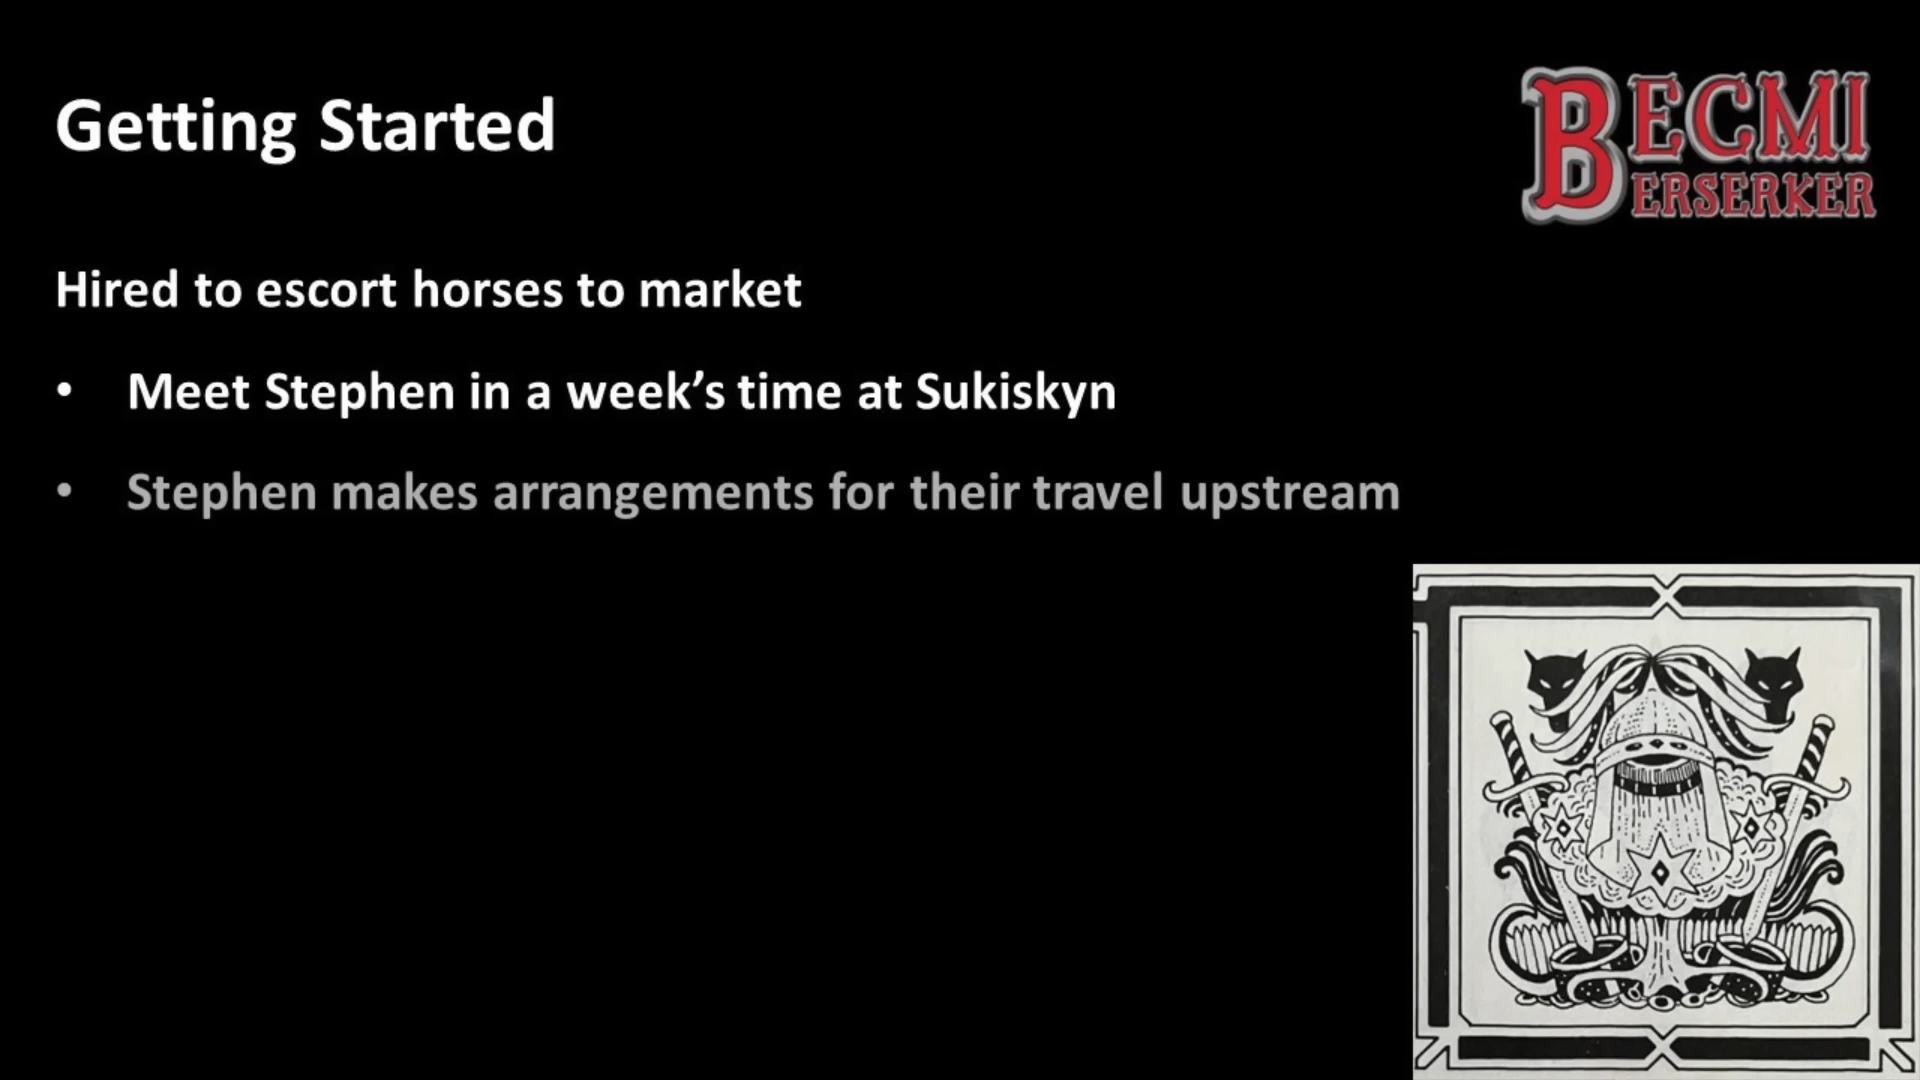 Getting Started
BECMI
BERSERKER
Hired to escort horses to market
• Meet Stephen in a week’s time at Sukiskyn
• Stephen makes arrangements for their travel upstream